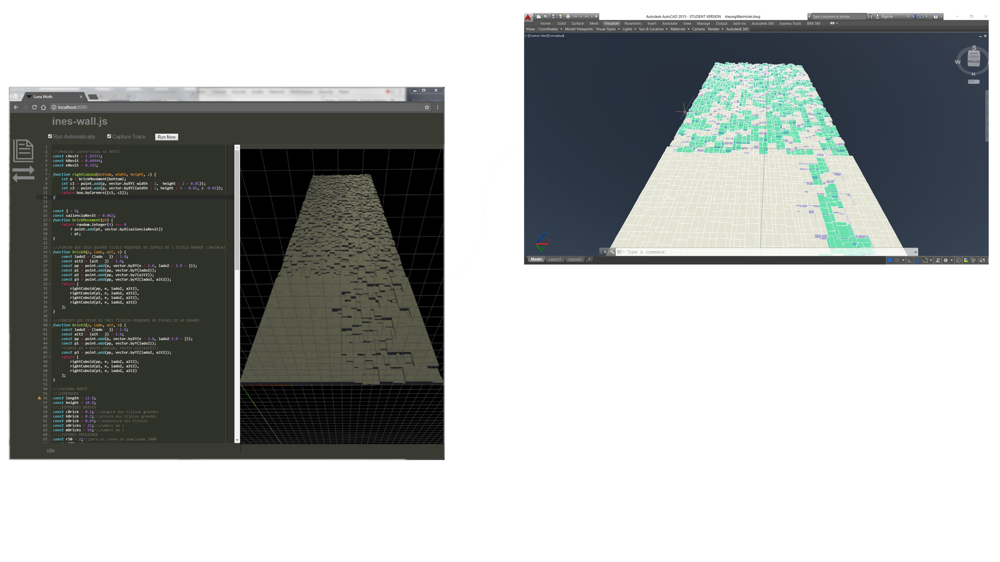 Luna Moth
localhost:8080
ines-wall.js
Run Automatically
Capture Trace
Run Now
1
2 //;Medidas convertidas no REVIT
3 const cRevit = 1.93333;
4 const hRevit = 0.64444;
5 const eRevit = 0.322;
6
7 function rightCuboid(bottom, width, height, z) {
8 let p = brickMovement(bottom);
9 let c1 = point.add(p, vector.byXY(-width / 2, -height / 2 + 0.01));
10 let c2 = point.add(p, vector.byXYZ(width / 2, height / 2 - 0.01, z -0.01));
11 return box.byCorners([c1, c2]);
12 }
13
14
15 const j = 0;
16 const salienciaRevit = 0.062;
17 function brickMovement(pt) {
18 return random.integer(4) === 0
19 ? point.add(pt, vector.byX(salienciaRevit))
20 : pt;
21 }
22
23 //;FUNCAO QUE CRIA QUATRO TIJOLO PEQUENOS NO ESPAÇO DE 1 TIJOLO GRANDE (30x10cm)
24 function brick4(p, lado, alt, e) {
25 const lado2 = (lado - j) / 2.0;
26 const alt2 = (alt - j) / 2.0;
27 const pp = point.add(p, vector.byXY(e / 2.0, lado2 / 2.0 + j));
28 const p1 = point.add(pp, vector.byY(lado2));
29 const p2 = point.add(pp, vector.byZ(alt2));
30 const p3 = point.add(pp, vector.byYZ(lado2, alt2));
31 return [
32 rightCuboid(pp, e, lado2, alt2),
33 rightCuboid(p1, e, lado2, alt2),
34 rightCuboid(p2, e, lado2, alt2),
35 rightCuboid(p3, e, lado2, alt2)
36 ];
37 }
38
39 //;FUNCOES QUE CRIAM SO TRES TIJOLOS PEQUENOS NO ESPAÇO DE UM GRANDE
40 function brick3(p, lado, alt, e) {
41 const lado2 = (lado - j) / 2.0;
42 const alt2 = (alt - j) / 2.0;
43 const pp = point.add(p, vector.byXY(e / 2.0, lado2/2.0 + j));
44 const p1 = point.add(pp, vector.byY(lado2));
45 //const p2 = point.add(pp, vector.byZ(alt2));
46 const p3 = point.add(pp, vector.byYZ(lado2, alt2));
47 return [
48 rightCuboid(pp, e, lado2, alt2),
49 rightCuboid(p1, e, lado2, alt2),
50 rightCuboid(p3, e, lado2, alt2)
51 ];
52 }
53
54 //;FACHADA NORTE
55 //;DIMENSOES
56 const length = 12.8;
57 const height = 10.8;
58 //;;DIMENSOES BRICKS
59 const cBrick = 0.6;//;largura dos tijolos grandes
60 const hBrick = 0.2;//;altura dos tijolos grandes
61 const eBrick = 0.03;//;espessura dos tijolos
62 const nBricks = 21;//;numero em x
63 const mBricks = 54;//;numero em z
64 //;;FATORES DENSIDADE
65 const r50 = 2;//;para as zonas de opacidade 100%
idle
Autodesk AutoCAD 2015 - STUDENT VERSION sheungWanHotel.dwg
Type a keyword or phrase
Sign In
Home Solid Surface Mesh Visualize Parametric Insert Annotate View Manage Output Add-ins Autodesk 360 Express Tools BIM 360
Views Coordinates Model Viewports Visual Styles Lights Sun & Location Materials Camera Render Autodesk 360
[−][Custom View][Conceptual]
S
FRONT
W
BOTTOM
N
WCS
Z
X
Y
Type a command
Model Layout1 Layout2 +